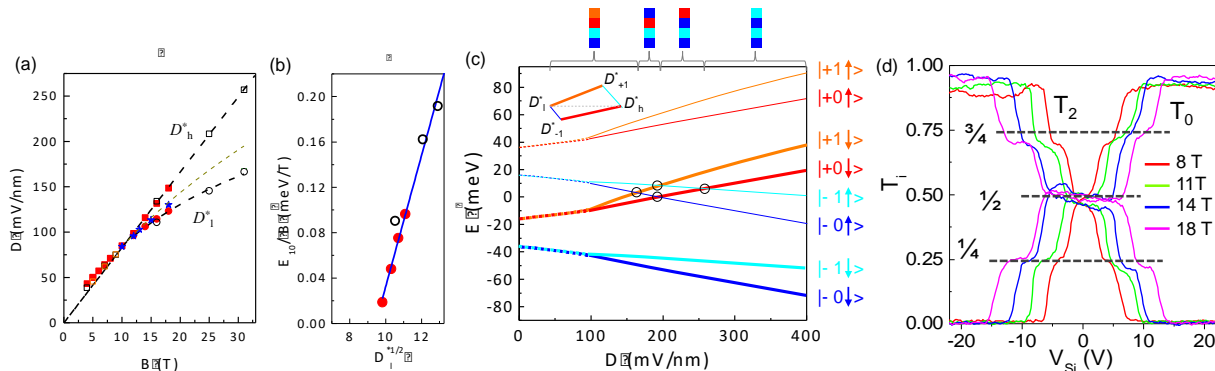 (a)
D (mV/nm)
250
200
150
100
50
0
D*h
D*l
0 5 10 15 20 25 30
B (T)
(b)
E10/B (meV/T)
0.20
0.16
0.12
0.08
0.04
0.00
8 10 12
D*l^1/2
(c)
E (meV)
80
60
40
20
0
-20
-40
-60
-80
0 100 200 300 400
D (mV/nm)
D*+1
D*l
D*h
D*-1
|+1↑>
|+0↑>
|+1↓>
|+0↓>
|-1↑>
|-0↑>
|-1↓>
|-0↓>
(d)
Ti
1.00
0.75
0.50
0.25
0.00
T2
T0
¾
½
¼
8 T
11T
14 T
18 T
-20 -10 0 10 20
VSi (V)